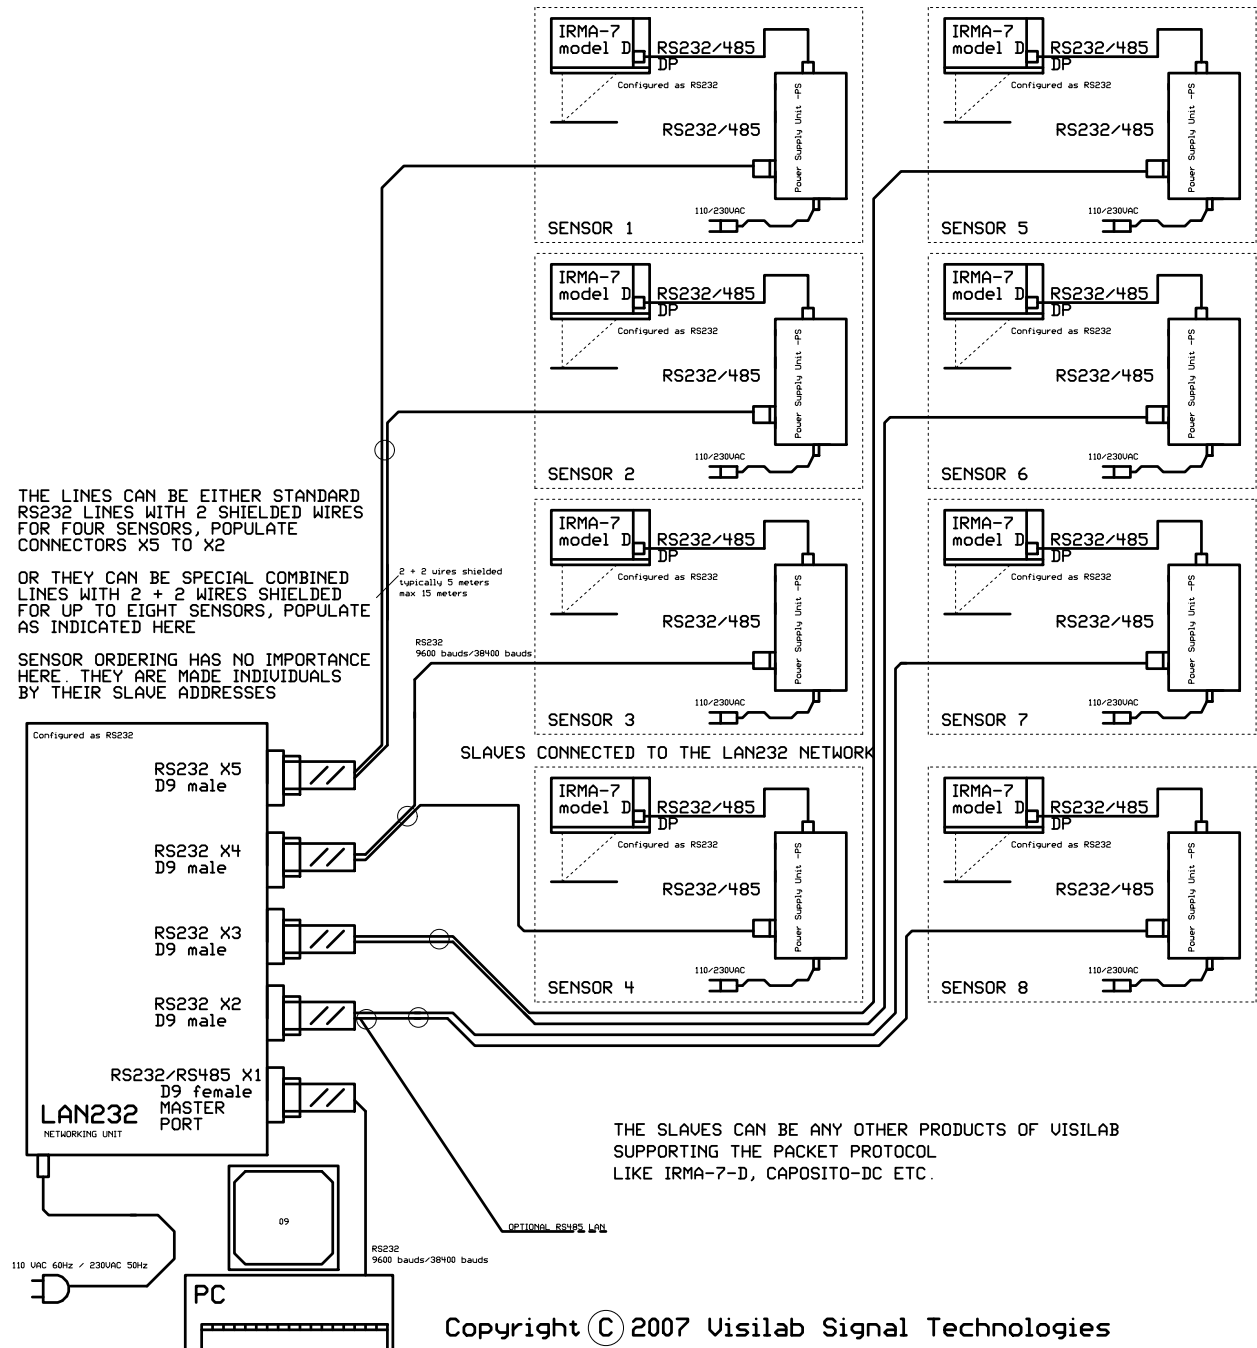 IRMA-7
model D
RS232/485
DP
Configured as RS232
RS232/485
Power Supply Unit -PS
110/230VAC
SENSOR 1
IRMA-7
model D
RS232/485
DP
Configured as RS232
RS232/485
Power Supply Unit -PS
110/230VAC
SENSOR 5
IRMA-7
model D
RS232/485
DP
Configured as RS232
RS232/485
Power Supply Unit -PS
110/230VAC
SENSOR 2
IRMA-7
model D
RS232/485
DP
Configured as RS232
RS232/485
Power Supply Unit -PS
110/230VAC
SENSOR 6
THE LINES CAN BE EITHER STANDARD
RS232 LINES WITH 2 SHIELDED WIRES
FOR FOUR SENSORS, POPULATE
CONNECTORS X5 TO X2
OR THEY CAN BE SPECIAL COMBINED
LINES WITH 2 + 2 WIRES SHIELDED
FOR UP TO EIGHT SENSORS, POPULATE
AS INDICATED HERE
SENSOR ORDERING HAS NO IMPORTANCE
HERE. THEY ARE MADE INDIVIDUALS
BY THEIR SLAVE ADDRESSES
2 + 2 wires shielded
typically 5 meters
max 15 meters
RS232
9600 bauds/38400 bauds
IRMA-7
model D
RS232/485
DP
Configured as RS232
RS232/485
Power Supply Unit -PS
110/230VAC
SENSOR 3
IRMA-7
model D
RS232/485
DP
Configured as RS232
RS232/485
Power Supply Unit -PS
110/230VAC
SENSOR 7
SLAVES CONNECTED TO THE LAN232 NETWORK
IRMA-7
model D
RS232/485
DP
Configured as RS232
RS232/485
Power Supply Unit -PS
110/230VAC
SENSOR 4
IRMA-7
model D
RS232/485
DP
Configured as RS232
RS232/485
Power Supply Unit -PS
110/230VAC
SENSOR 8
Configured as RS232
RS232 X5
D9 male
RS232 X4
D9 male
RS232 X3
D9 male
RS232 X2
D9 male
RS232/RS485 X1
D9 female
MASTER
PORT
LAN232
NETWORKING UNIT
THE SLAVES CAN BE ANY OTHER PRODUCTS OF VISILAB
SUPPORTING THE PACKET PROTOCOL
LIKE IRMA-7-D, CAPOSITO-DC ETC.
OPTIONAL RS485 LAN
09
RS232
9600 bauds/38400 bauds
110 VAC 60Hz / 230VAC 50Hz
PC
Copyright C 2007 Visilab Signal Technologies